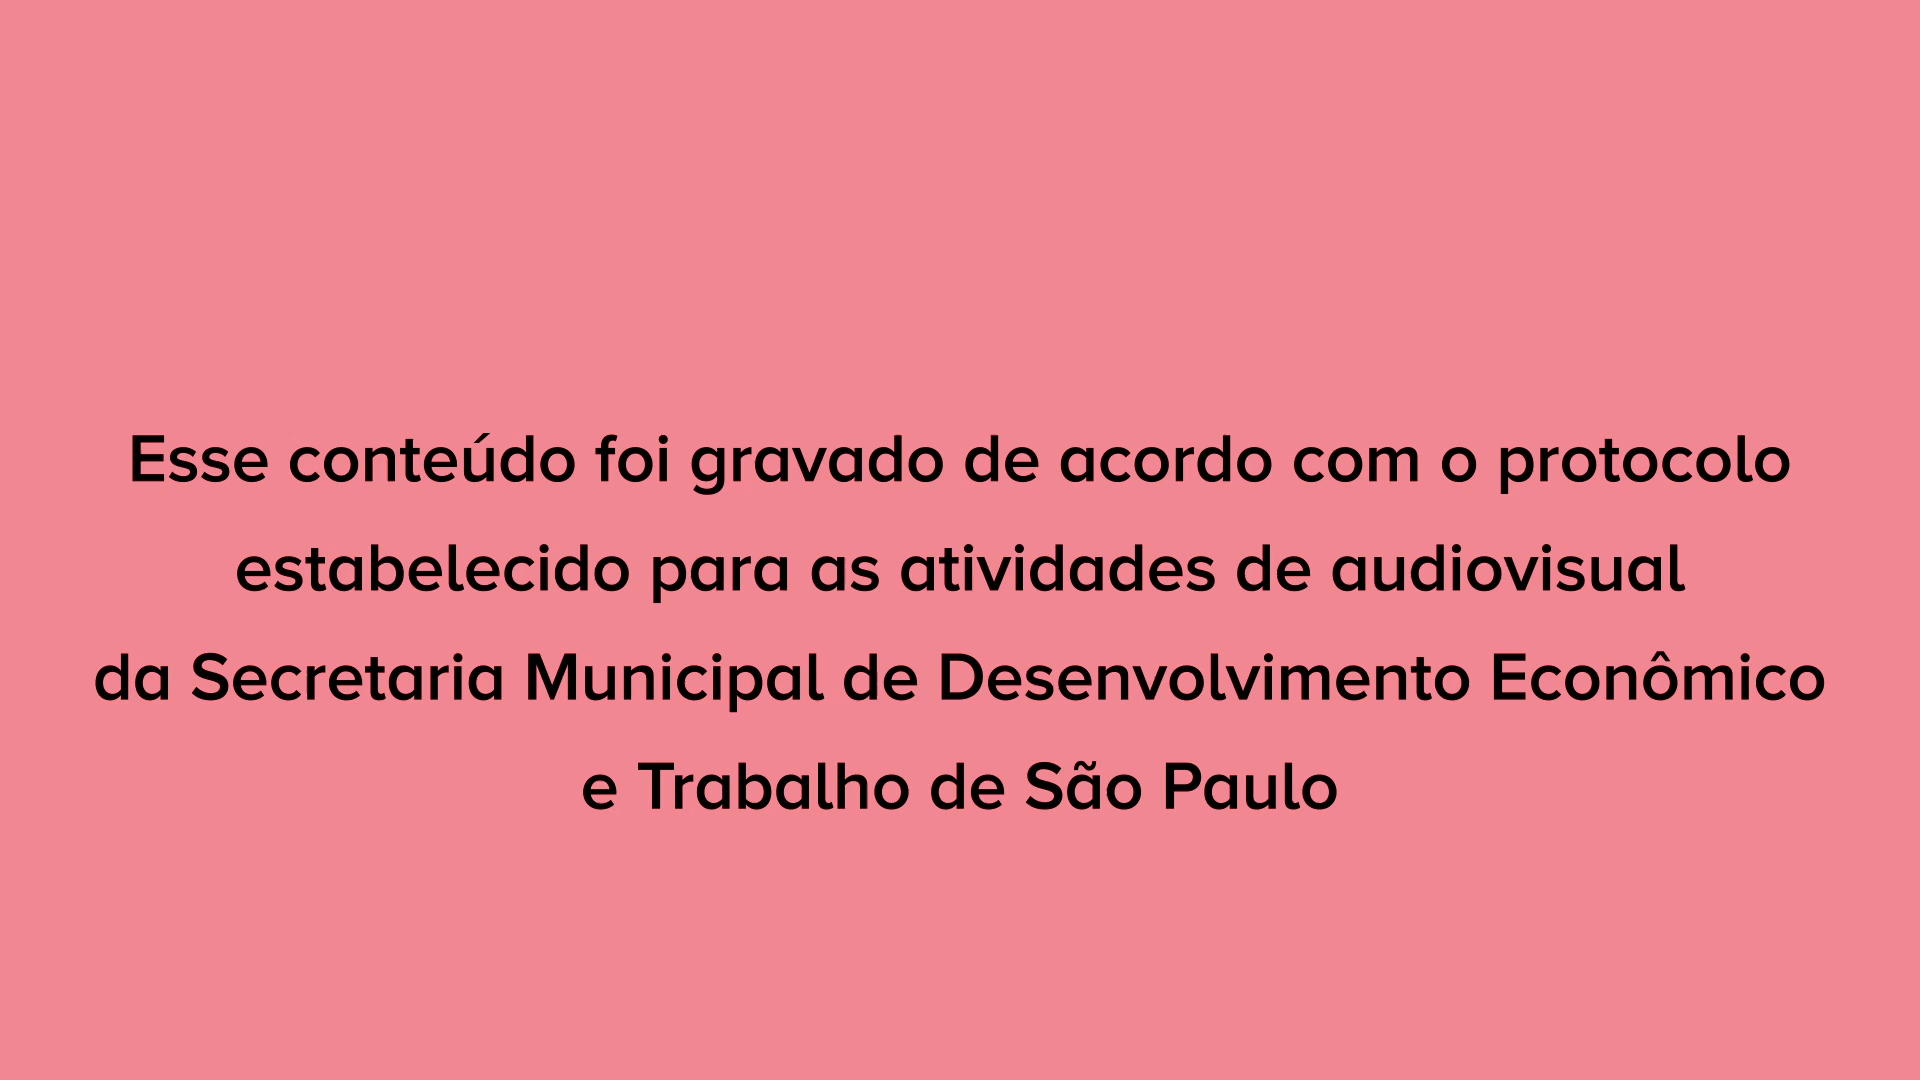 Esse conteúdo foi gravado de acordo com o protocolo
estabelecido para as atividades de audiovisual
da Secretaria Municipal de Desenvolvimento Econômico
e Trabalho de São Paulo